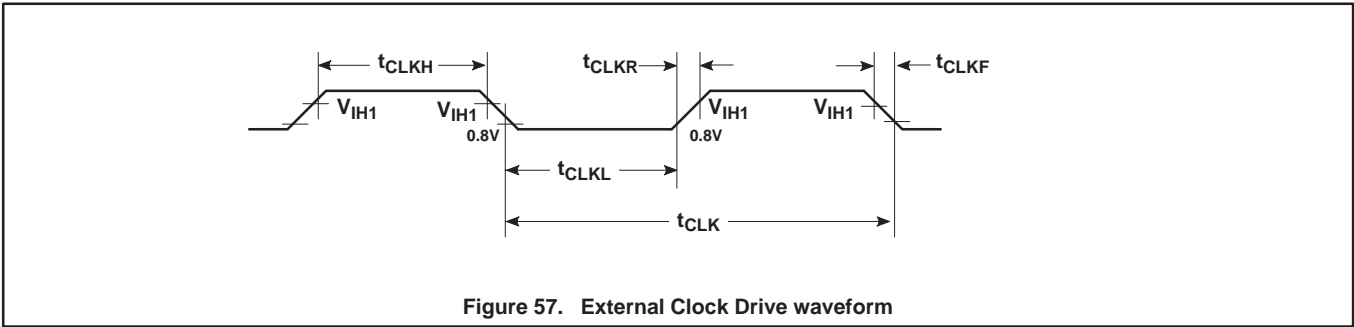 tCLKH tCLKR tCLKF
VIH1 VIH1 VIH1 VIH1
0.8V 0.8V
tCLKL
tCLK
Figure 57. External Clock Drive waveform